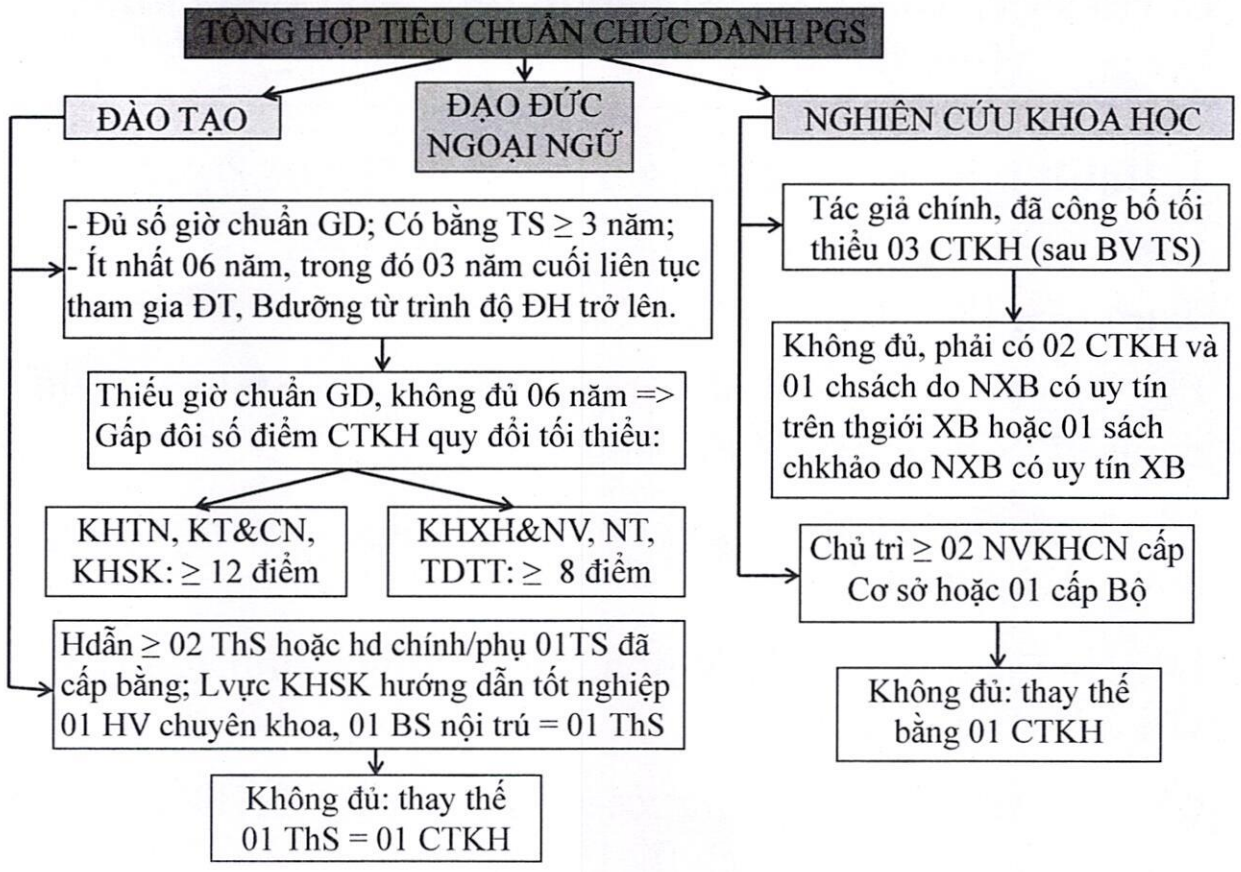 TỔNG HỢP TIÊU CHUẨN CHỨC DANH PGS
ĐÀO TẠO
ĐẠO ĐỨC
NGOẠI NGỮ
NGHIÊN CỨU KHOA HỌC
- Đủ số giờ chuẩn GD; Có bằng TS ≥ 3 năm;
- Ít nhất 06 năm, trong đó 03 năm cuối liên tục
tham gia ĐT, Bdưỡng từ trình độ ĐH trở lên.
Thiếu giờ chuẩn GD, không đủ 06 năm =>
Gấp đôi số điểm CTKH quy đổi tối thiểu:
KHTN, KT&CN,
KHSK: ≥ 12 điểm
KHXH&NV, NT,
TDTT: ≥ 8 điểm
Hdẫn ≥ 02 ThS hoặc hd chính/phụ 01TS đã
cấp bằng; Lvực KHSK hướng dẫn tốt nghiệp
01 HV chuyên khoa, 01 BS nội trú = 01 ThS
Không đủ: thay thế
01 ThS = 01 CTKH
Tác giả chính, đã công bố tối
thiểu 03 CTKH (sau BV TS)
Không đủ, phải có 02 CTKH và
01 chsách do NXB có uy tín
trên thgiới XB hoặc 01 sách
chkhảo do NXB có uy tín XB
Chủ trì ≥ 02 NVKHCN cấp
Cơ sở hoặc 01 cấp Bộ
Không đủ: thay thế
bằng 01 CTKH